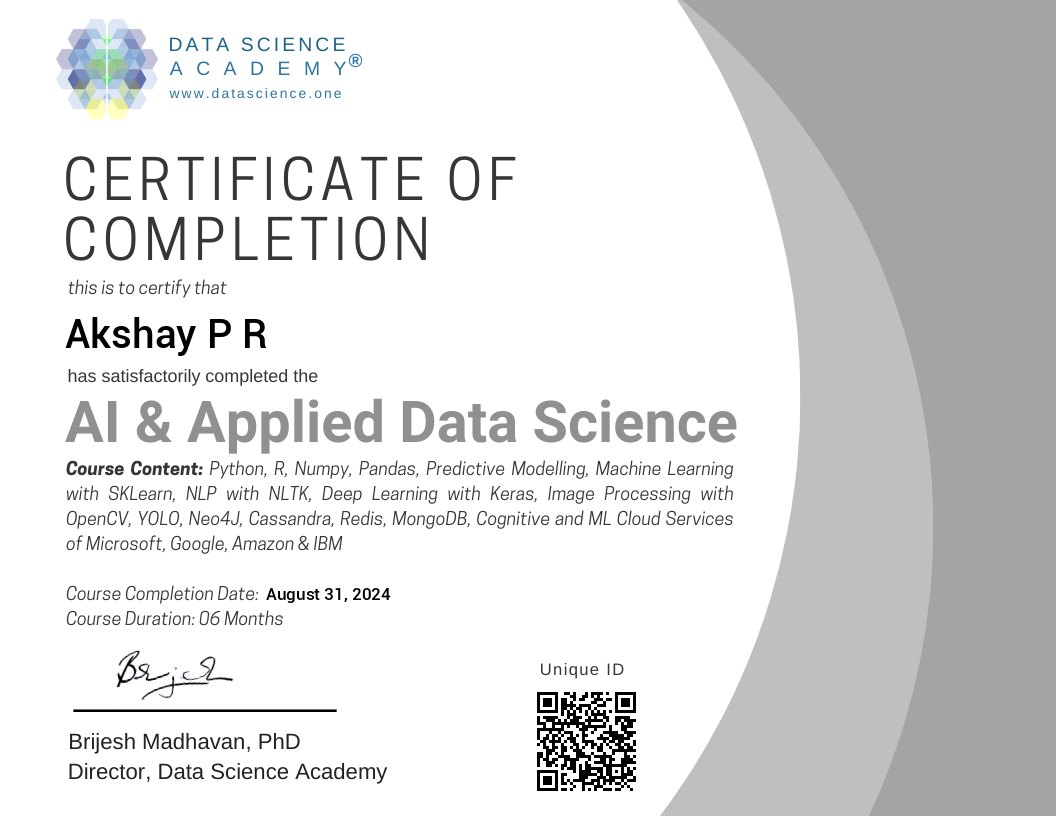 DATA SCIENCE
ACADEMY®
www.datascience.one
CERTIFICATE OF
COMPLETION
this is to certify that
Akshay P R
has satisfactorily completed the
AI & Applied Data Science
Course Content: Python, R, Numpy, Pandas, Predictive Modelling, Machine Learning
with SKLearn, NLP with NLTK, Deep Learning with Keras, Image Processing with
OpenCV, YOLO, Neo4J, Cassandra, Redis, MongoDB, Cognitive and ML Cloud Services
of Microsoft, Google, Amazon & IBM
Course Completion Date: August 31, 2024
Course Duration: 06 Months
Unique ID
Brijesh Madhavan, PhD
Director, Data Science Academy